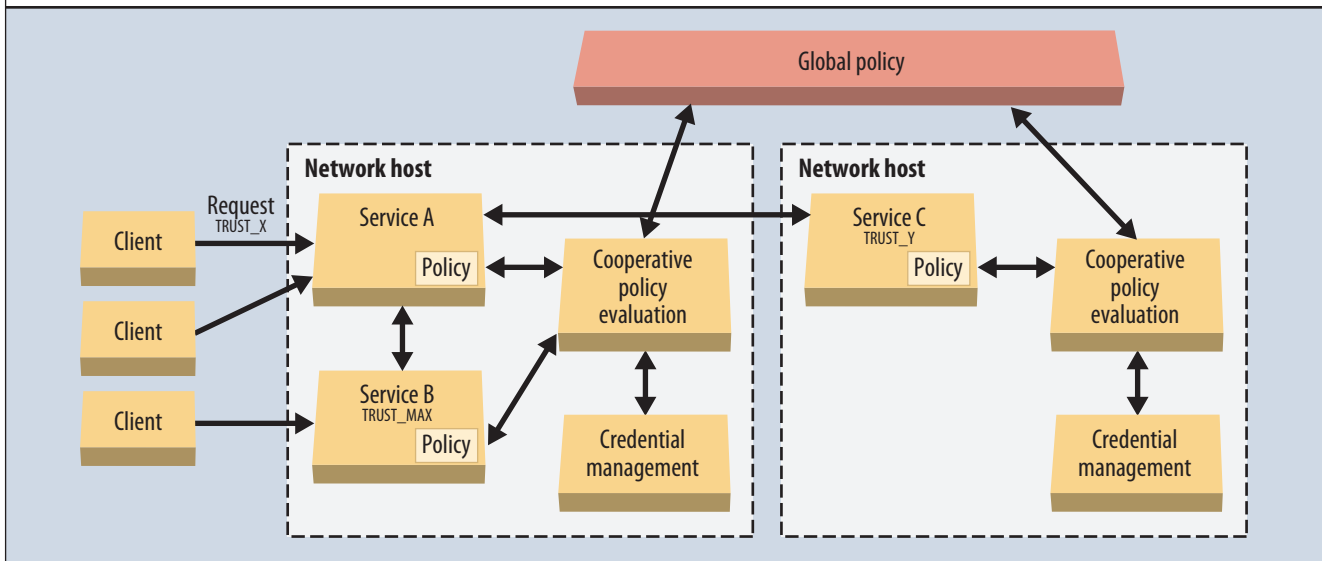 Global policy
Network host
Network host
Request
TRUST_X
Client
Client
Client
Service A
Policy
Service B
TRUST_MAX
Policy
Cooperative
policy
evaluation
Credential
management
Service C
TRUST_Y
Policy
Cooperative
policy
evaluation
Credential
management